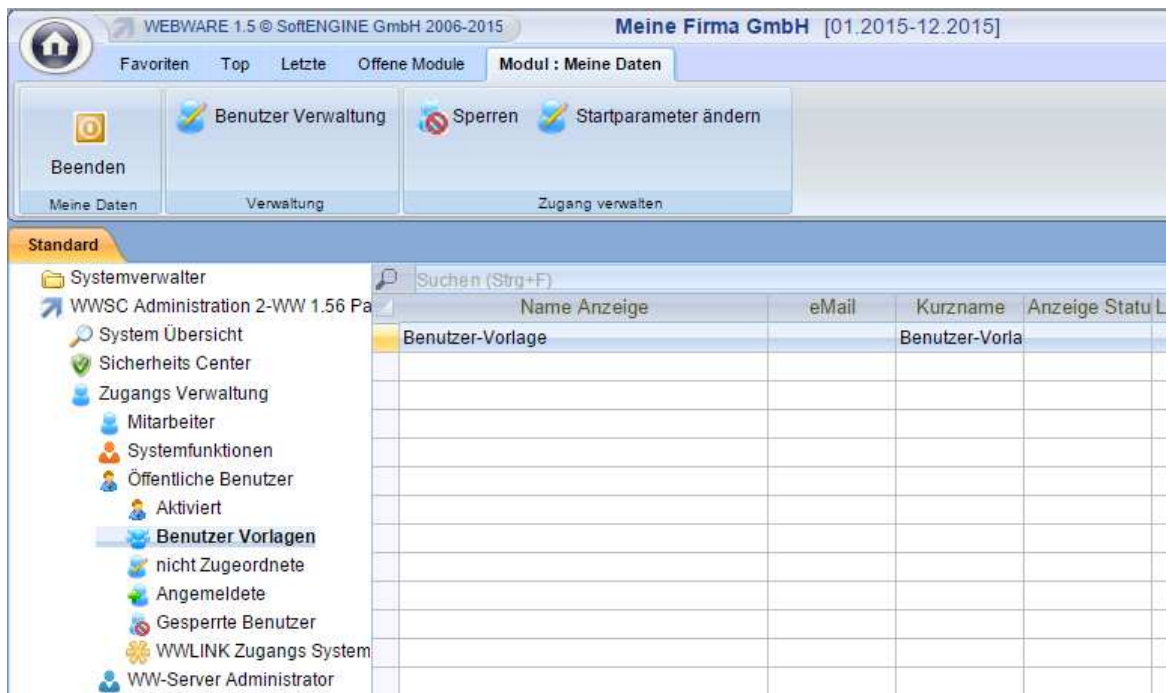 WEBWARE 1.5 © SoftENGINE GmbH 2006-2015 Meine Firma GmbH [01.2015-12.2015]
Favoriten Top Letzte Offene Module Modul : Meine Daten
Benutzer Verwaltung Sperren Startparameter ändern
Beenden
Meine Daten Verwaltung Zugang verwalten
Standard
Systemverwalter Suchen (Strg+F)
WWSC Administration 2-WW 1.56 Pa Name Anzeige eMail Kurzname Anzeige Statu L
System Übersicht Benutzer-Vorlage Benutzer-Vorla
Sicherheits Center
Zugangs Verwaltung
Mitarbeiter
Systemfunktionen
Öffentliche Benutzer
Aktiviert
Benutzer Vorlagen
nicht Zugeordnete
Angemeldete
Gesperrte Benutzer
WWLINK Zugangs System
WW-Server Administrator